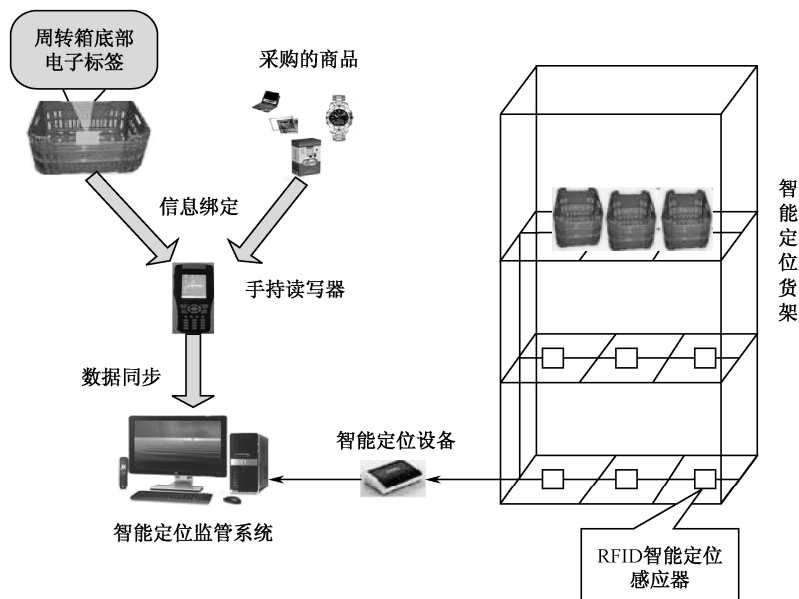 周转箱底部
电子标签
采购的商品
信息绑定
手持读写器
数据同步
智能定位监管系统
智能定位设备
智能定位货架
RFID智能定位
感应器